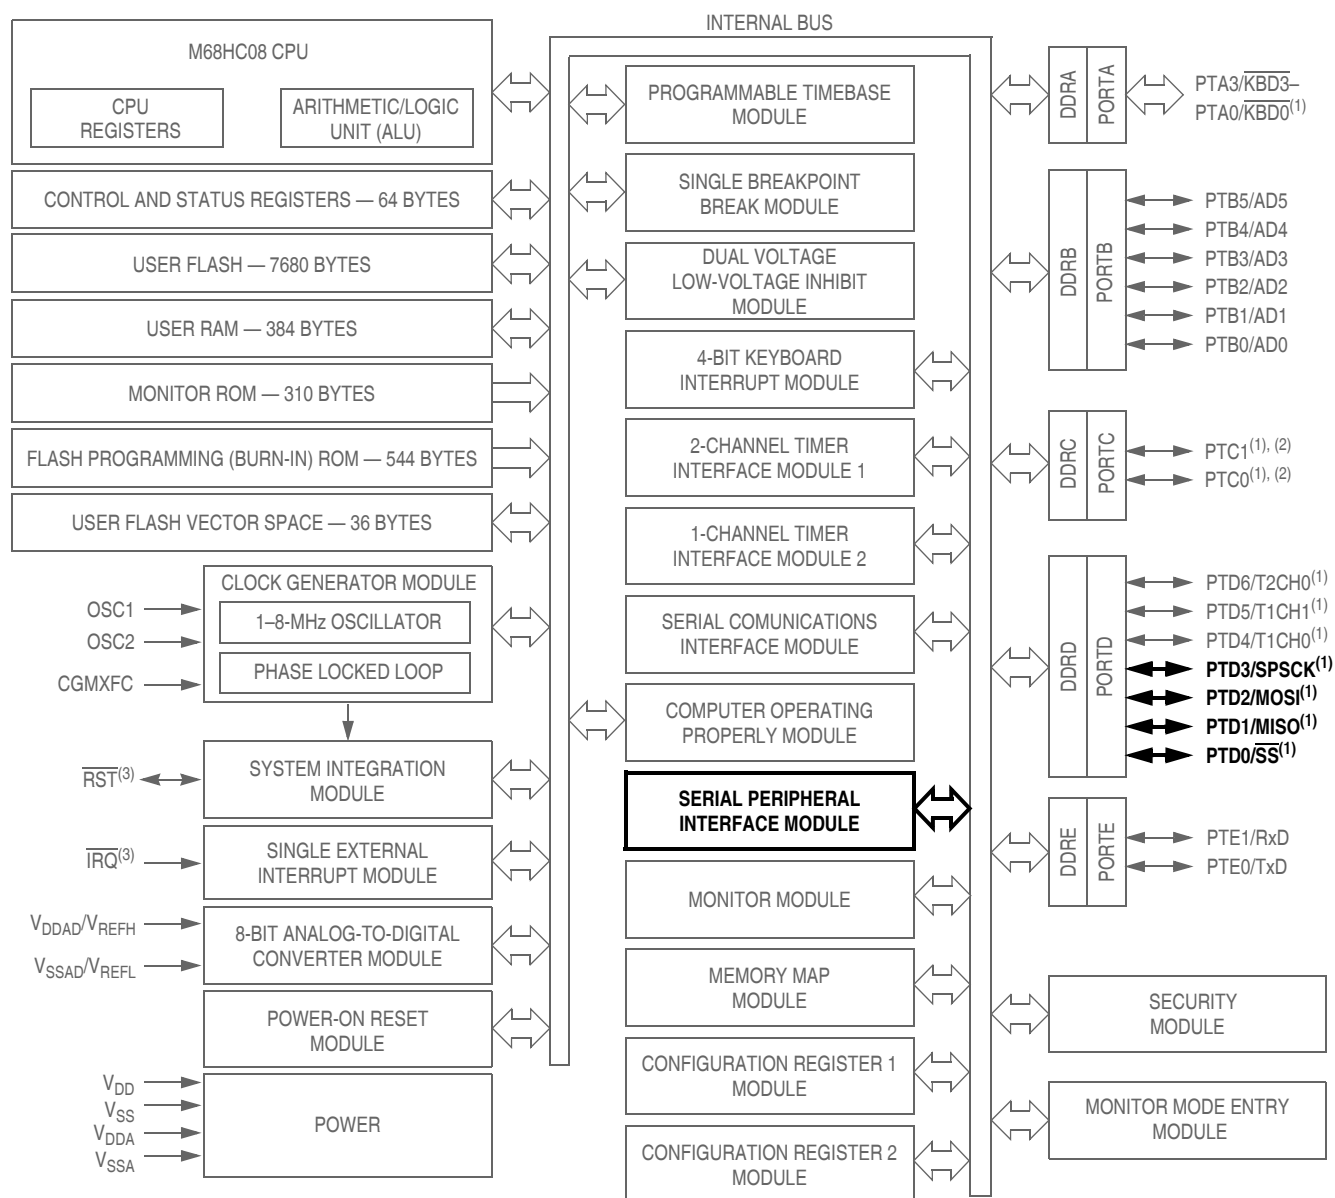 INTERNAL BUS
M68HC08 CPU
CPU
REGISTERS
ARITHMETIC/LOGIC
UNIT (ALU)
CONTROL AND STATUS REGISTERS — 64 BYTES
USER FLASH — 7680 BYTES
USER RAM — 384 BYTES
MONITOR ROM — 310 BYTES
FLASH PROGRAMMING (BURN-IN) ROM — 544 BYTES
USER FLASH VECTOR SPACE — 36 BYTES
CLOCK GENERATOR MODULE
1–8-MHz OSCILLATOR
PHASE LOCKED LOOP
OSC1
OSC2
CGMXFC
SYSTEM INTEGRATION
MODULE
RST(3)
SINGLE EXTERNAL
INTERRUPT MODULE
IRQ(3)
8-BIT ANALOG-TO-DIGITAL
CONVERTER MODULE
VDDAD/VREFH
VSSAD/VREFL
POWER-ON RESET
MODULE
VDD
VSS
VDDA
VSSA
POWER
PROGRAMMABLE TIMEBASE
MODULE
SINGLE BREAKPOINT
BREAK MODULE
DUAL VOLTAGE
LOW-VOLTAGE INHIBIT
MODULE
4-BIT KEYBOARD
INTERRUPT MODULE
2-CHANNEL TIMER
INTERFACE MODULE 1
1-CHANNEL TIMER
INTERFACE MODULE 2
SERIAL COMUNICATIONS
INTERFACE MODULE
COMPUTER OPERATING
PROPERLY MODULE
SERIAL PERIPHERAL
INTERFACE MODULE
MONITOR MODULE
MEMORY MAP
MODULE
CONFIGURATION REGISTER 1
MODULE
CONFIGURATION REGISTER 2
MODULE
DDRA
PORTA
PTA3/KBD3–
PTA0/KBD0(1)
DDRB
PORTB
PTB5/AD5
PTB4/AD4
PTB3/AD3
PTB2/AD2
PTB1/AD1
PTB0/AD0
DDRC
PORTC
PTC1(1), (2)
PTC0(1), (2)
DDRD
PORTD
PTD6/T2CH0(1)
PTD5/T1CH1(1)
PTD4/T1CH0(1)
PTD3/SPSCK(1)
PTD2/MOSI(1)
PTD1/MISO(1)
PTD0/SS(1)
DDRE
PORTE
PTE1/RxD
PTE0/TxD
SECURITY
MODULE
MONITOR MODE ENTRY
MODULE